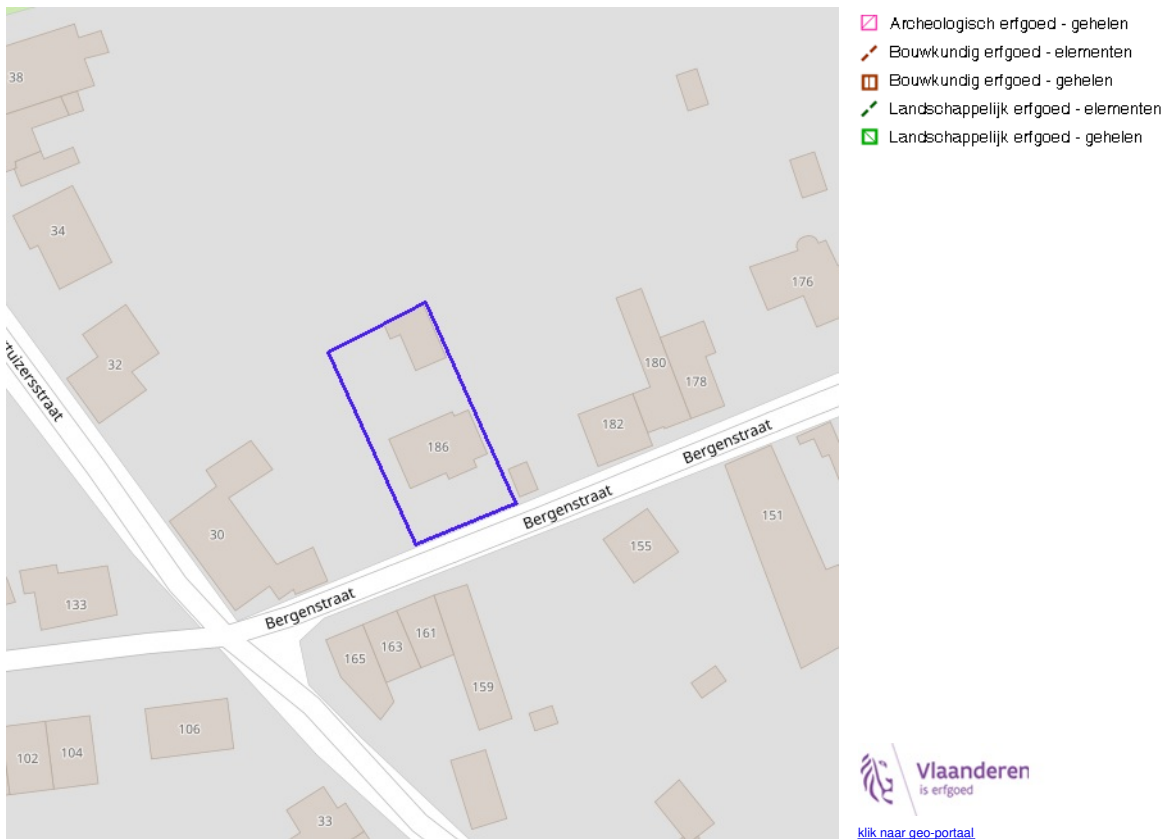 Archeologisch erfgoed - gehelen
Bouwkundig erfgoed - elementen
Bouwkundig erfgoed - gehelen
Landschappelijk erfgoed - elementen
Landschappelijk erfgoed - gehelen
38
34
32
tuizersstraat
30
186
182
180
178
176
Bergenstraat
Bergenstraat
Bergenstraat
151
155
133
165
163
161
159
106
102
104
33
Vlaanderen
is erfgoed
klik naar geo-portaal